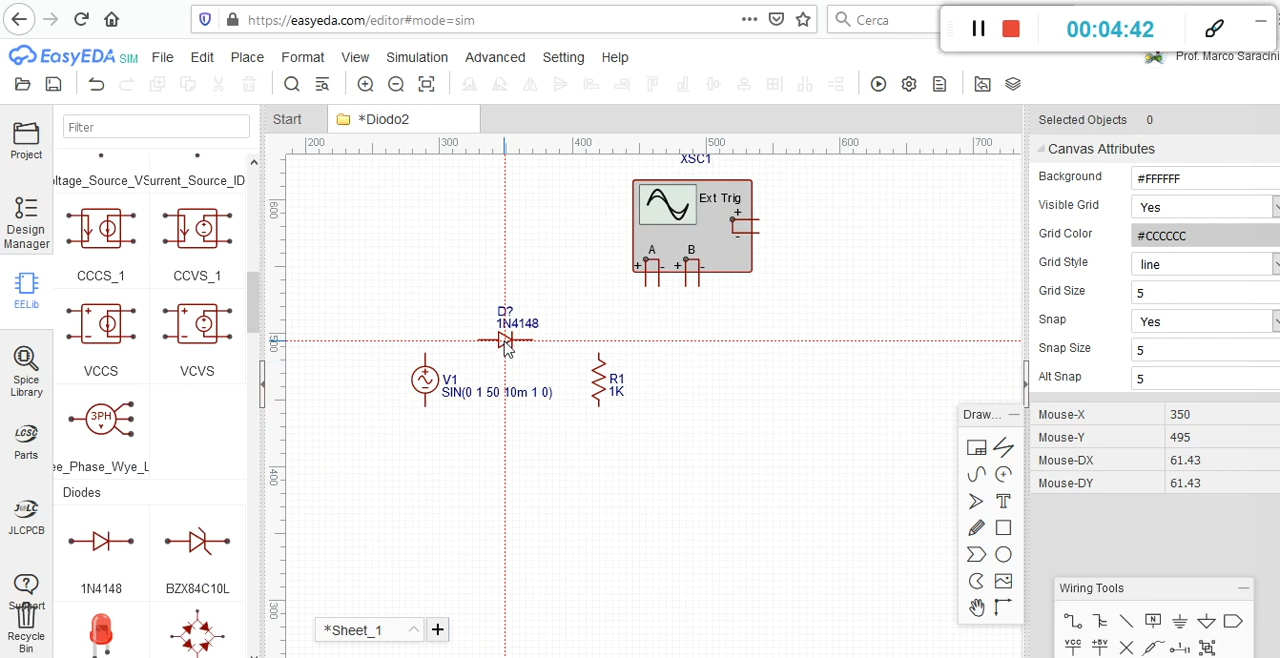 https://easyeda.com/editor#mode=sim
Cerca
00:04:42
EasyEDA SIM
File Edit Place Format View Simulation Advanced Setting Help
Prof. Marco Saracini
Project
Design Manager
EELib
Spice Library
LCSC
Parts
J@LC
JLCPCB
Support
Recycle Bin
Filter
ltage_Source_VS
urrent_Source_ID
CCCS_1
CCVS_1
VCCS
VCVS
3PH
ee_Phase_Wye_L
Diodes
1N4148
BZX84C10L
Start
*Diodo2
200 300 400 500 600 700
600
500
400
300
XSC1
Ext Trig
+
-
A B
+ - + -
D?
1N4148
V1
SIN(0 1 50 10m 1 0)
R1
1K
*Sheet_1
+
Draw...
T
Selected Objects 0
Canvas Attributes
Background #FFFFFF
Visible Grid Yes
Grid Color #CCCCCC
Grid Style line
Grid Size 5
Snap Yes
Snap Size 5
Alt Snap 5
Mouse-X 350
Mouse-Y 495
Mouse-DX 61.43
Mouse-DY 61.43
Wiring Tools
N
VCC +5V